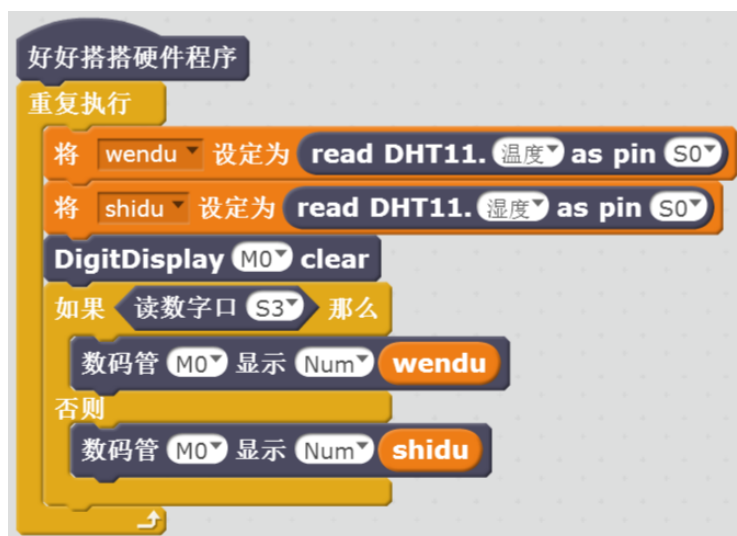 好好搭搭硬件程序
重复执行
将 wendu 设定为 read DHT11. 温度 as pin S0
将 shidu 设定为 read DHT11. 湿度 as pin S0
DigitDisplay M0 clear
如果 读数字口 S3 那么
数码管 M0 显示 Num wendu
否则
数码管 M0 显示 Num shidu